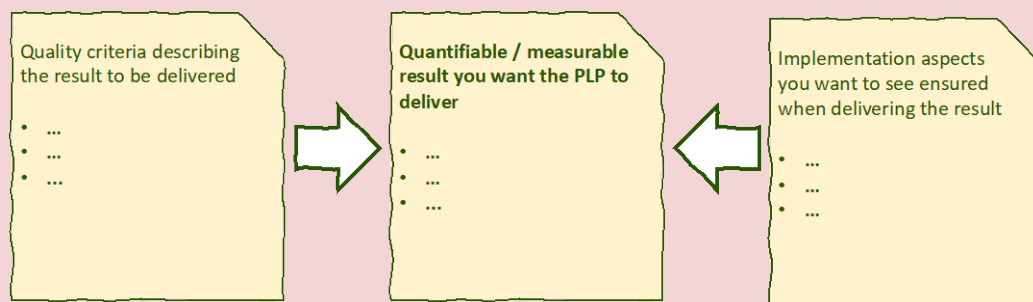 Quality criteria describing
the result to be delivered
• ...
• ...
• ...
Quantifiable / measurable
result you want the PLP to
deliver
• ...
• ...
• ...
Implementation aspects
you want to see ensured
when delivering the result
• ...
• ...
• ...